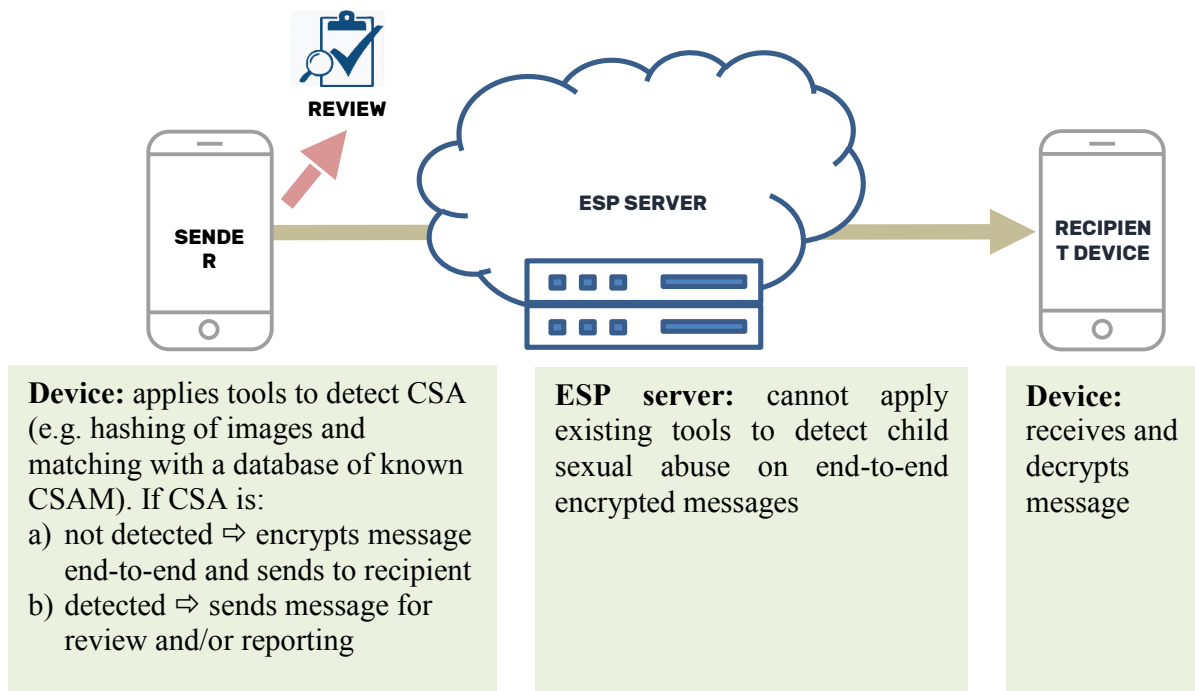 REVIEW
SENDE
R
ESP SERVER
RECIPIEN
T DEVICE
Device: applies tools to detect CSA
(e.g. hashing of images and
matching with a database of known
CSAM). If CSA is:
a) not detected ⇨ encrypts message
end-to-end and sends to recipient
b) detected ⇨ sends message for
review and/or reporting
ESP server: cannot apply
existing tools to detect child
sexual abuse on end-to-end
encrypted messages
Device:
receives and
decrypts
message